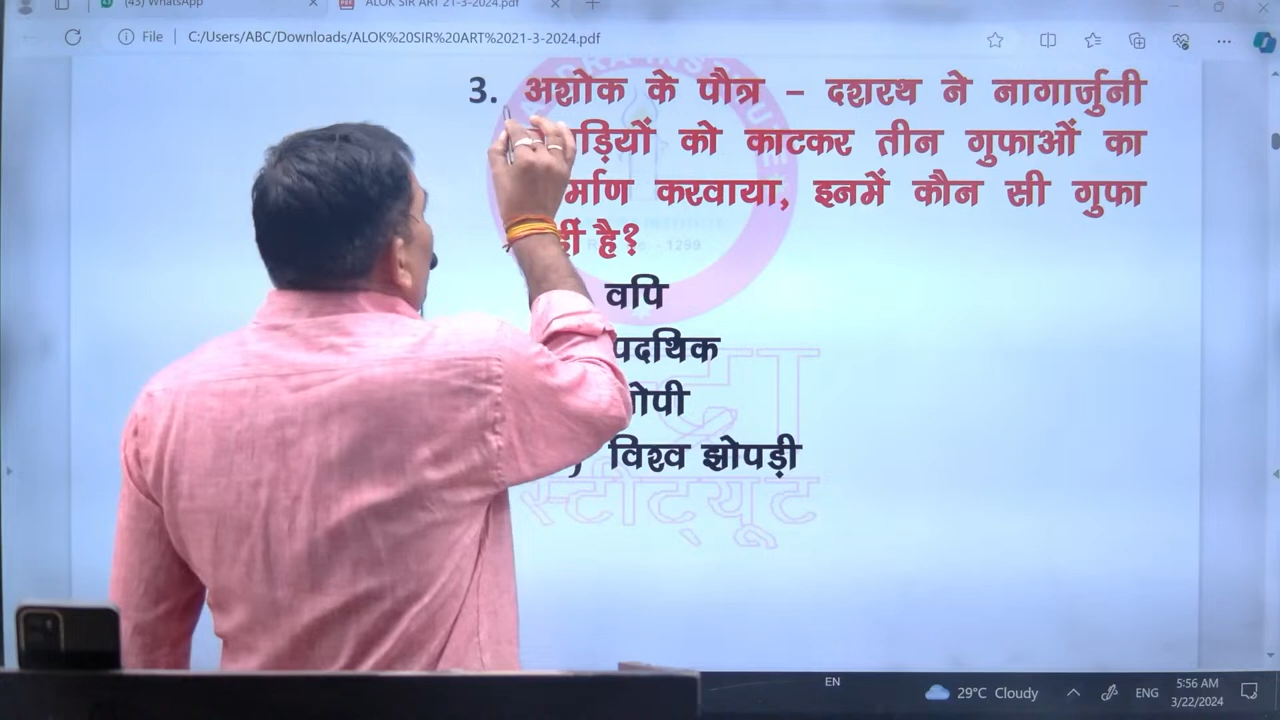 (43) WhatsApp
ALOK SIR ART 21-3-2024.pdf
File
C:/Users/ABC/Downloads/ALOK%20SIR%20ART%2021-3-2024.pdf
3. अशोक के पौत्र – दशरथ ने नागार्जुनी
को काटकर तीन गुफाओं का
करवाया, इनमें कौन सी गुफा
है?
1299
वपि
विश्व झोपड़ी
स्टीट्यूट
EN
29°C Cloudy
ENG
5:56 AM
3/22/2024